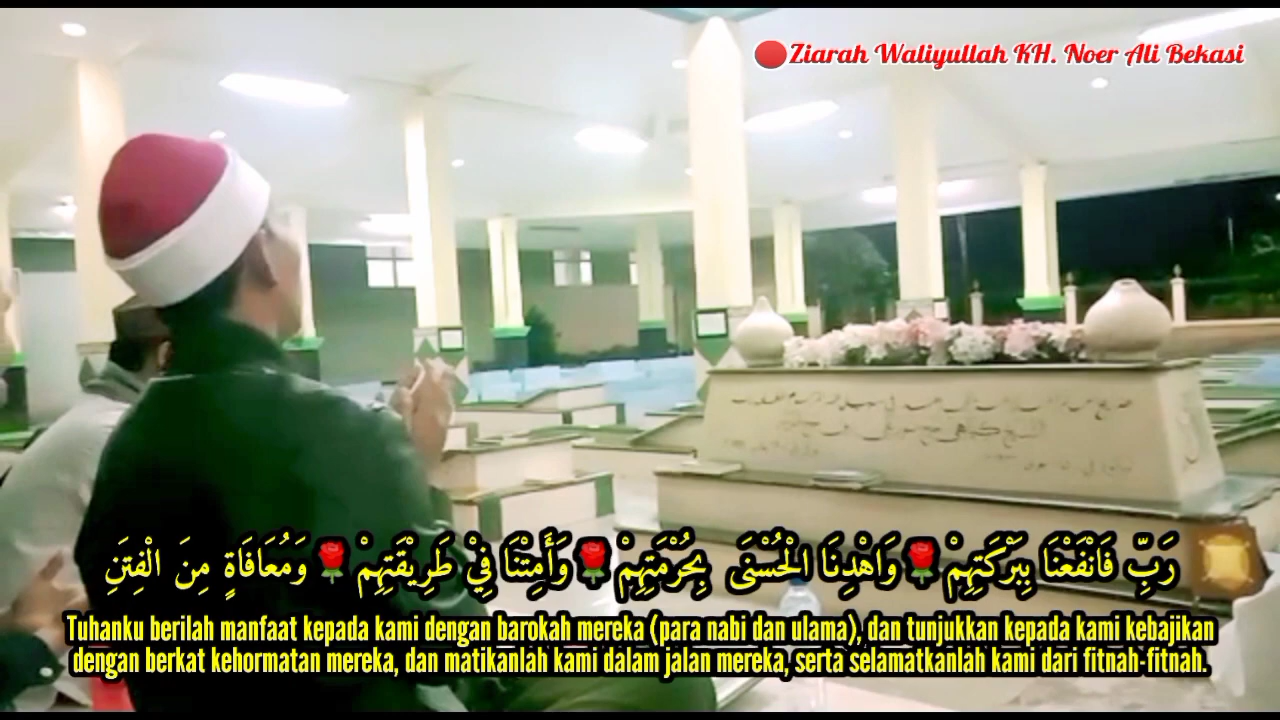 Ziarah Waliyullah KH. Noer Ali Bekasi
رَبِّ فَانْفَعْنَا بِبَرْكَتِهِمْ🌹وَاهْدِنَا الْحُسْنَى بِحُرْمَتِهِمْ🌹وَأَمِتْنَا فِيْ طَرِيْقَتِهِمْ🌹وَمُعَافَاةٍ مِنَ الْفِتَنِ
Tuhanku berilah manfaat kepada kami dengan barokah mereka (para nabi dan ulama), dan tunjukkan kepada kami kebajikan
dengan berkat kehormatan mereka, dan matikanlah kami dalam jalan mereka, serta selamatkanlah kami dari fitnah-fitnah.